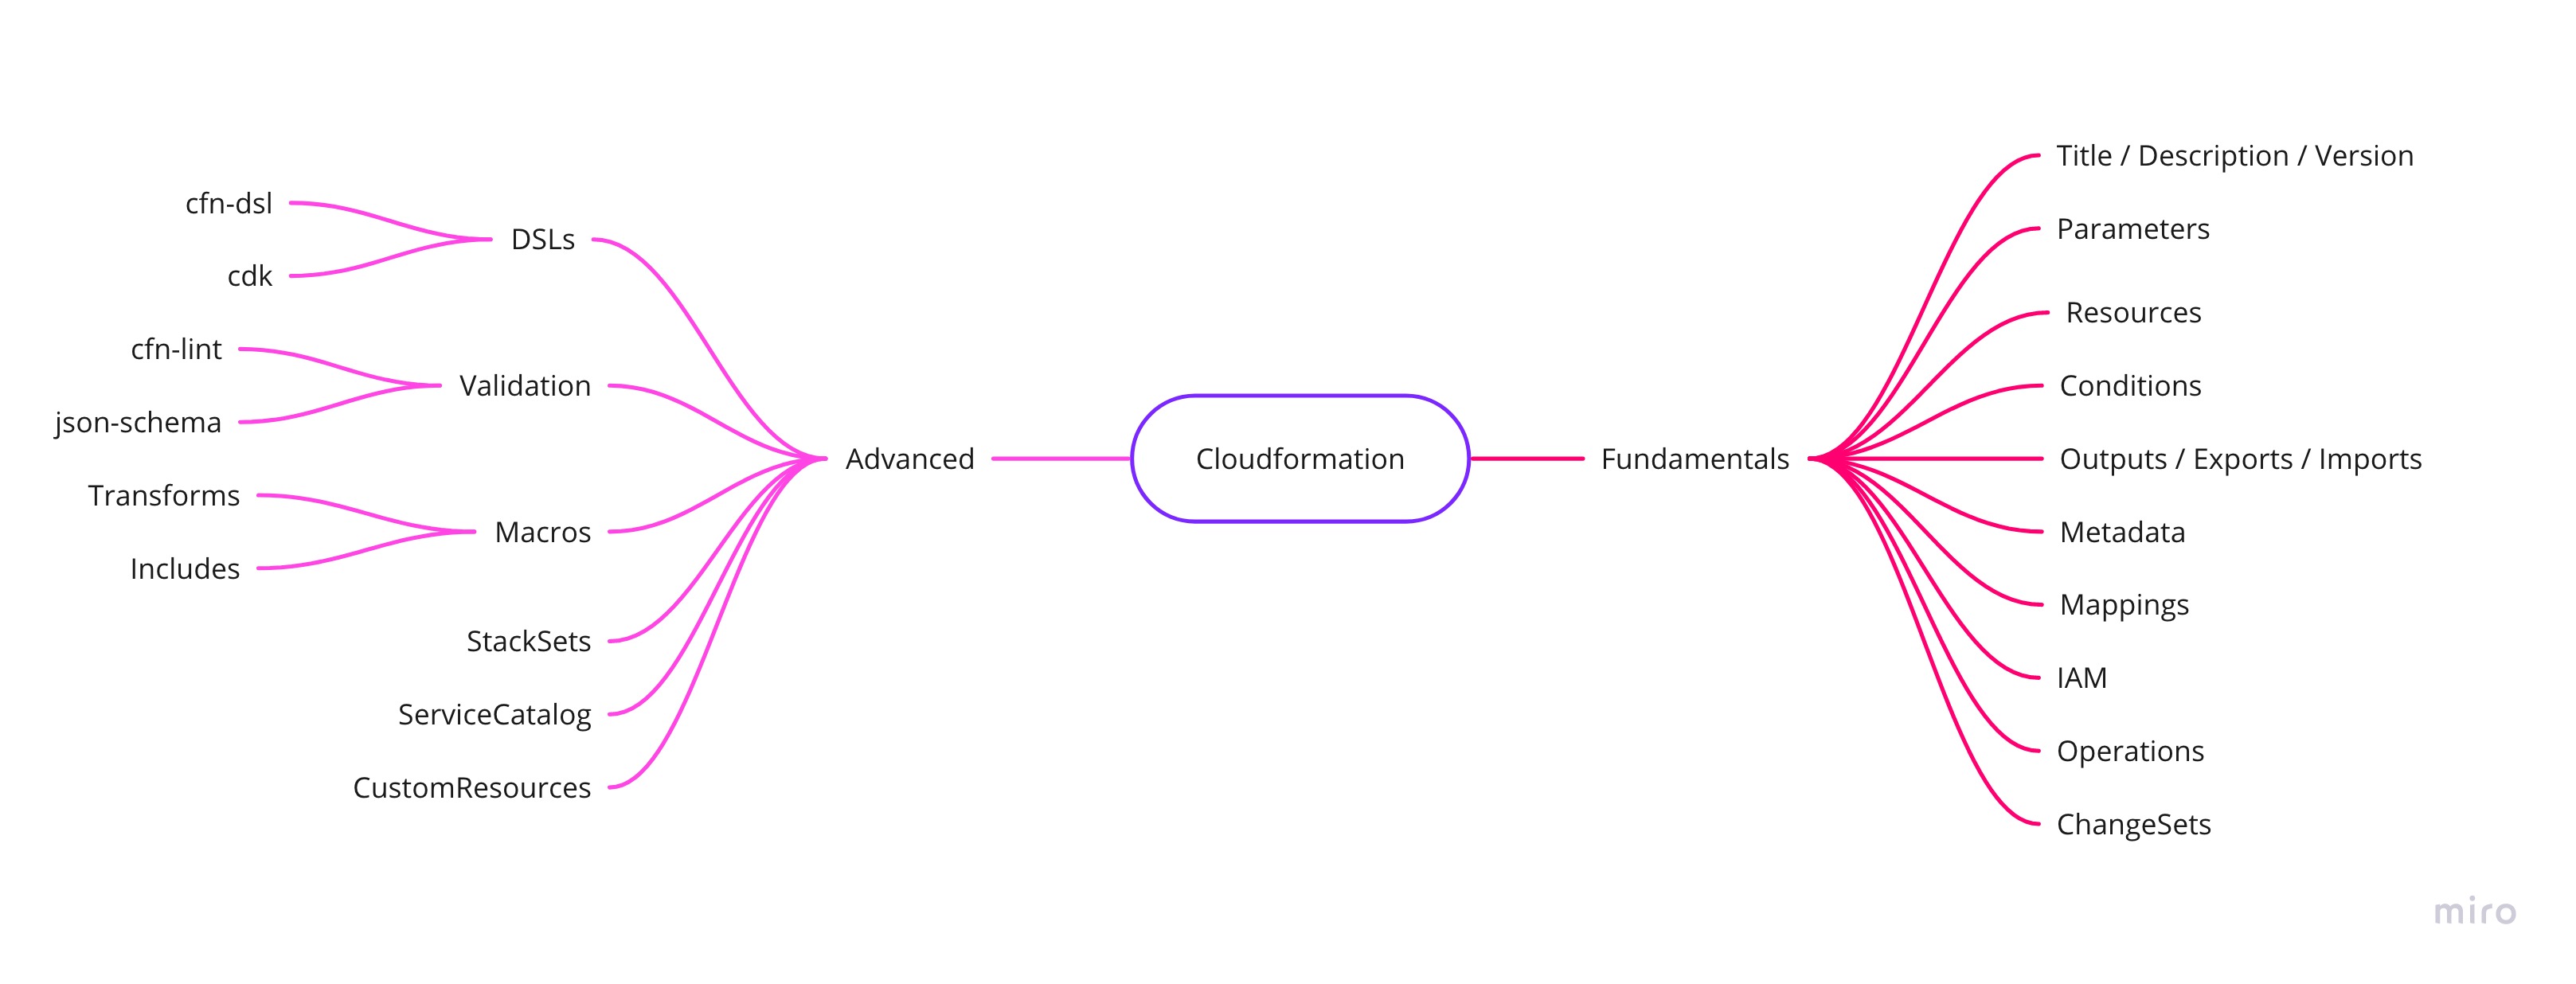 cfn-dsl
cdk
DSLs
cfn-lint
json-schema
Validation
Transforms
Includes
Macros
StackSets
ServiceCatalog
CustomResources
Advanced
Cloudformation
Fundamentals
Title / Description / Version
Parameters
Resources
Conditions
Outputs / Exports / Imports
Metadata
Mappings
IAM
Operations
ChangeSets
miro